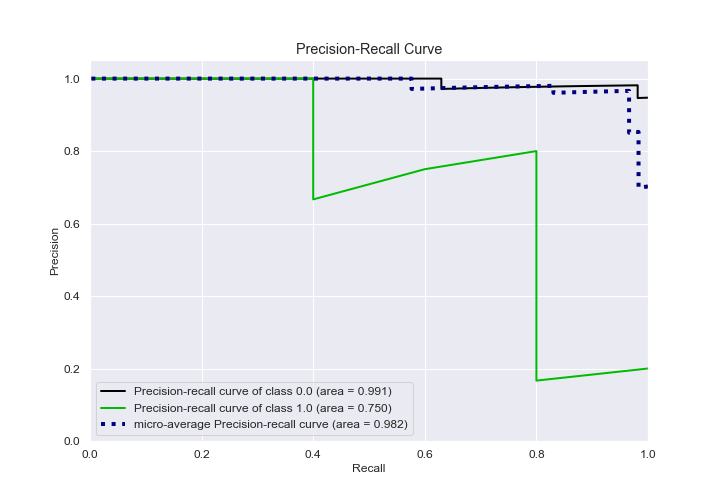 Precision-Recall Curve
1.0
0.8
0.6
0.4
0.2
0.0
Precision
Precision-recall curve of class 0.0 (area = 0.991)
Precision-recall curve of class 1.0 (area = 0.750)
micro-average Precision-recall curve (area = 0.982)
0.0 0.2 0.4 0.6 0.8 1.0
Recall